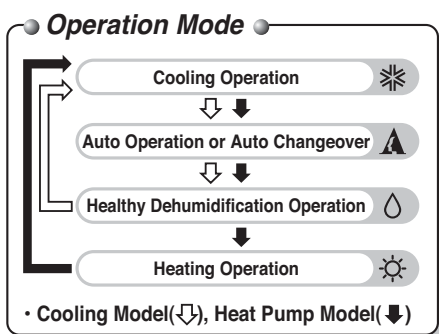 Operation Mode
Cooling Operation
Auto Operation or Auto Changeover
Healthy Dehumidification Operation
Heating Operation
• Cooling Model(⇩), Heat Pump Model(⬇)